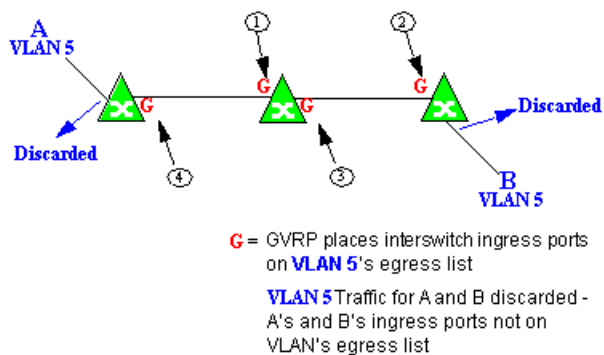 1
2
A
VLAN 5
G
G
G
G
Discarded
Discarded
4
3
B
VLAN 5
G = GVRP places interswitch ingress ports
on VLAN 5's egress list
VLAN 5 Traffic for A and B discarded -
A's and B's ingress ports not on
VLAN's egress list